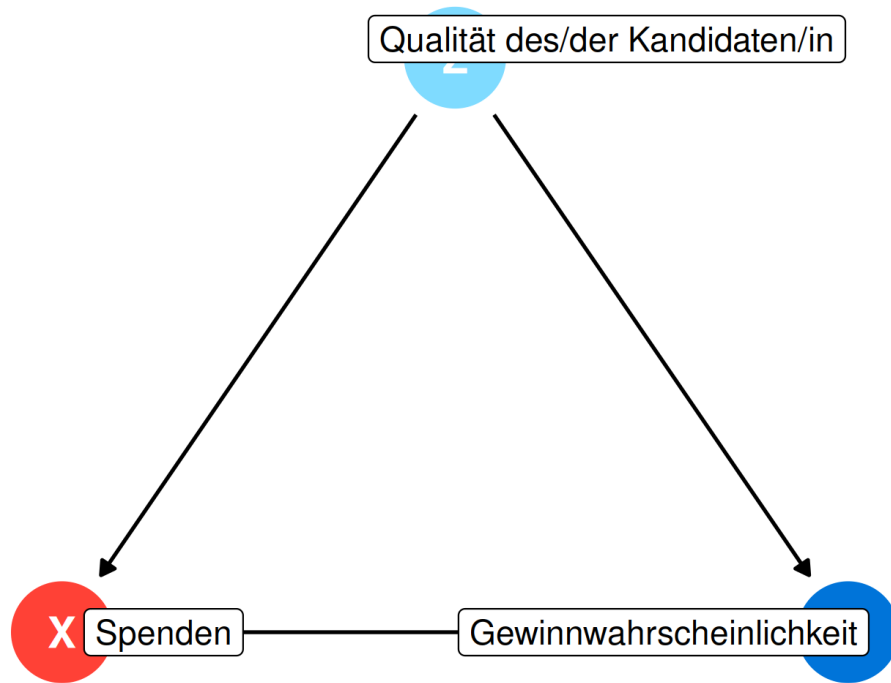 Qualität des/der Kandidaten/in
X
Spenden
Gewinnwahrscheinlichkeit